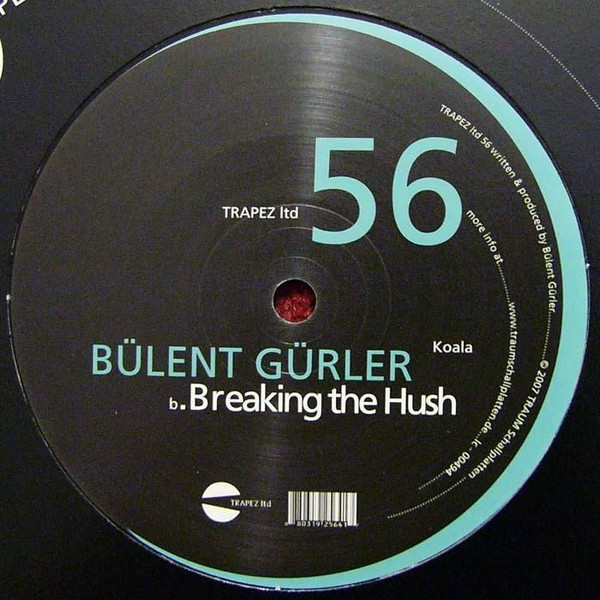 56
TRAPEZ ltd
Koala
BÜLENT GÜRLER
b.Breaking the Hush
TRAPEZ ltd
TRAPEZ ltd 56 written & produced by Bülent Gürler............© 2007 TRAUM Schallplatten
more info at..........www.traumschallplatten.de...lc - 00494